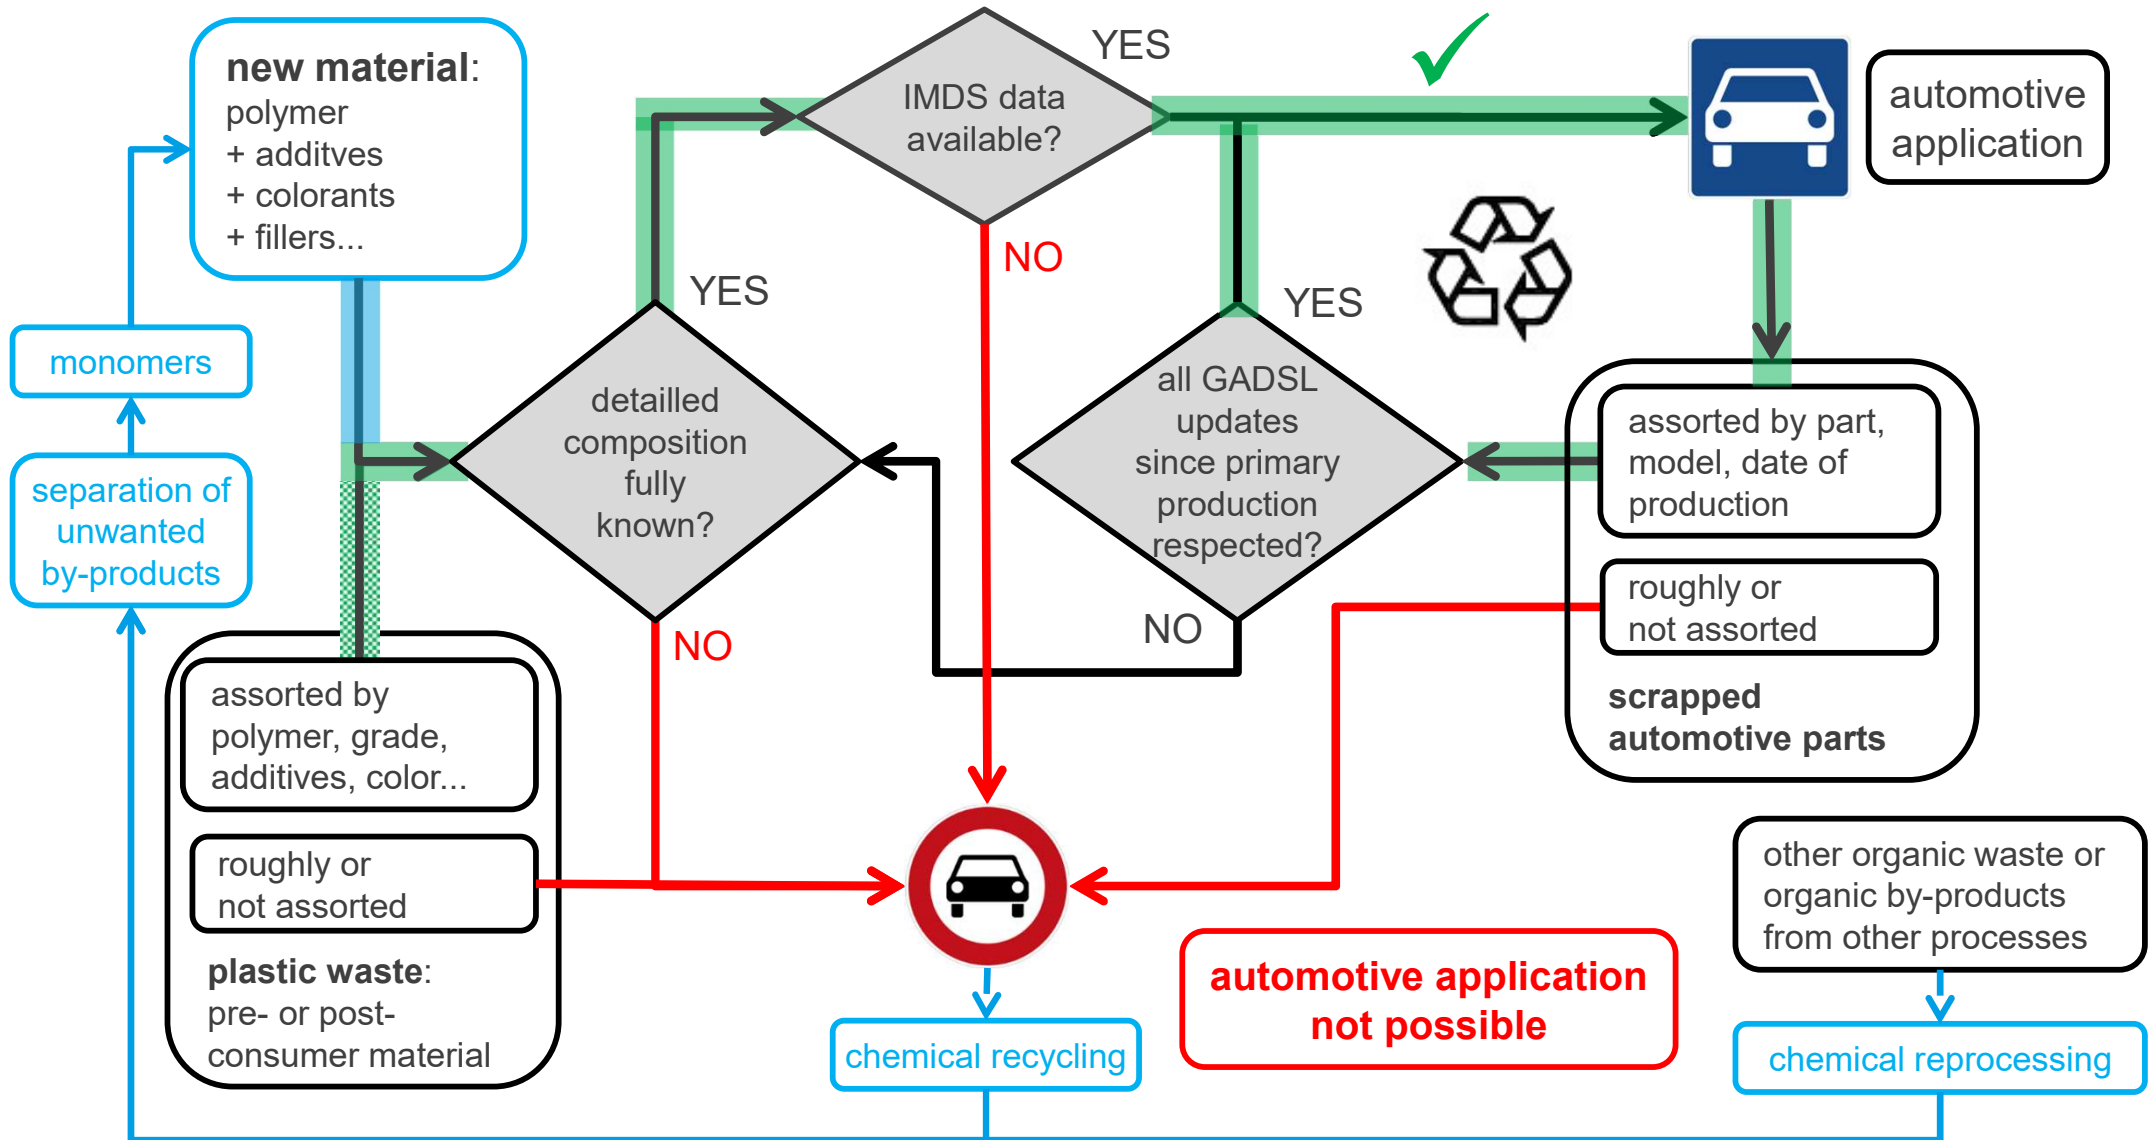 new material:
polymer
+ additves
+ colorants
+ fillers...
IMDS data
available?
YES
NO
automotive
application
monomers
separation of
unwanted
by-products
YES
detailled
composition
fully
known?
NO
YES
all GADSL
updates
since primary
production
respected?
NO
assorted by part,
model, date of
production
roughly or
not assorted
scrapped
automotive parts
assorted by
polymer, grade,
additives, color...
roughly or
not assorted
plastic waste:
pre- or post-
consumer material
automotive application
not possible
other organic waste or
organic by-products
from other processes
chemical recycling
chemical reprocessing